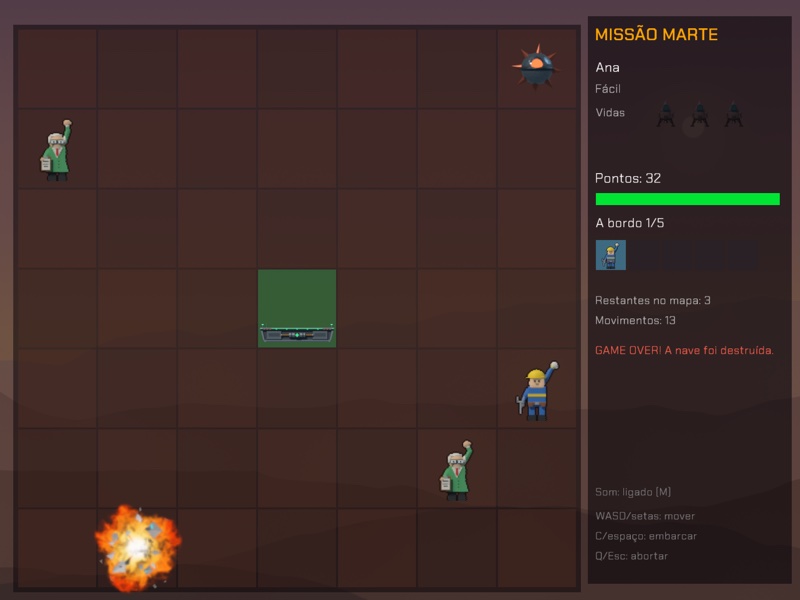 MISSÃO MARTE
Ana
Fácil
Vidas
Pontos: 32
A bordo 1/5
Restantes no mapa: 3
Movimentos: 13
GAME OVER! A nave foi destruída.
Som: ligado [M]
WASD/setas: mover
C/espaço: embarcar
Q/Esc: abortar